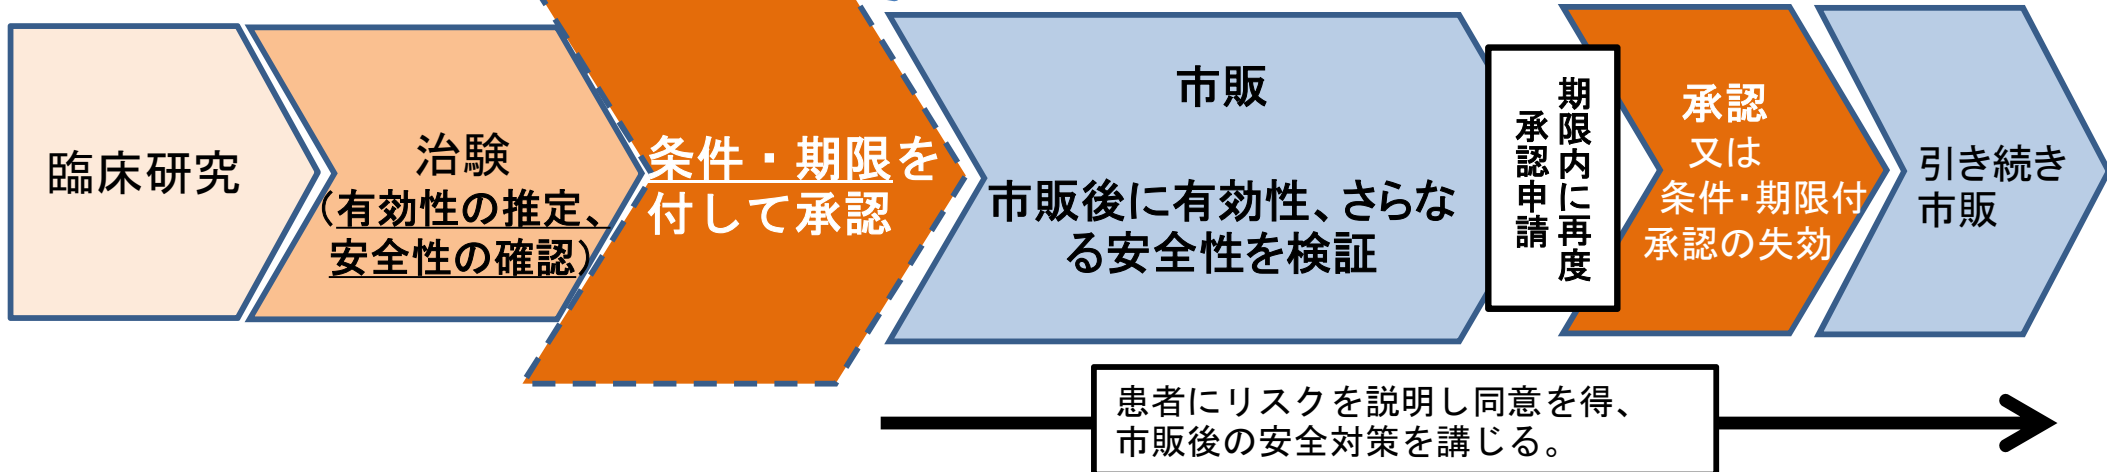 臨床研究
治験
（有効性の推定、
安全性の確認）
条件・期限を
付して承認
市販
市販後に有効性、さらな
る安全性を検証
期限内に再度
承認申請
承認
又は
条件・期限付
承認の失効
引き続き
市販
患者にリスクを説明し同意を得、
市販後の安全対策を講じる。